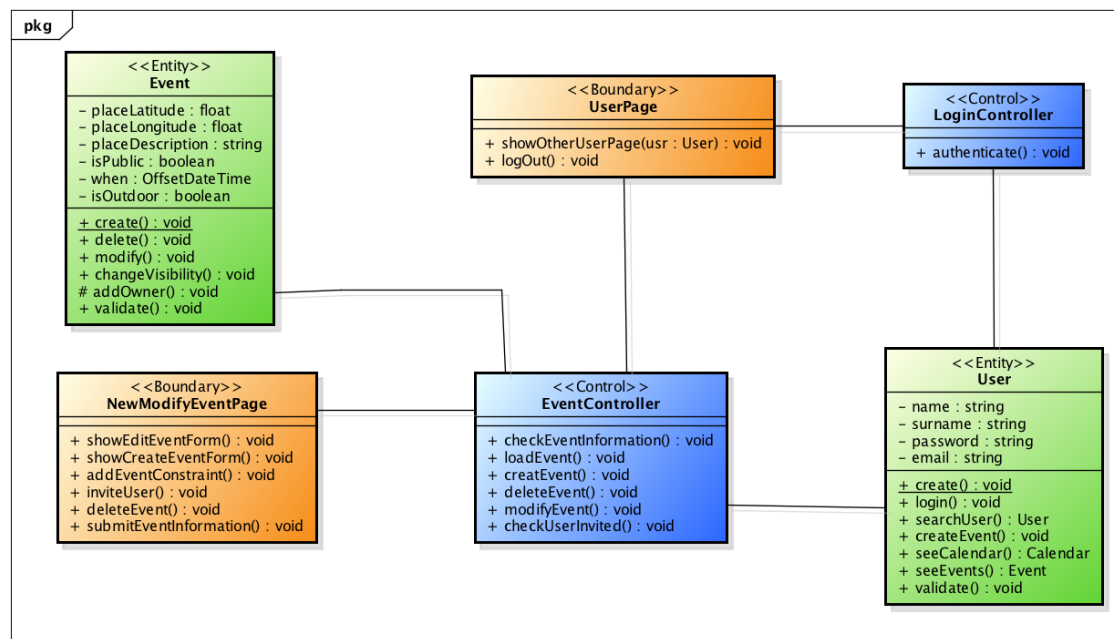 pkg
<<Entity>>
Event
– placeLatitude : float
– placeLongitude : float
– placeDescription : string
– isPublic : boolean
– when : OffsetDateTime
– isOutdoor : boolean
+ create() : void
+ delete() : void
+ modify() : void
+ changeVisibility() : void
# addOwner() : void
+ validate() : void
<<Boundary>>
UserPage
+ showOtherUserPage(usr : User) : void
+ logOut() : void
<<Control>>
LoginController
+ authenticate() : void
<<Boundary>>
NewModifyEventPage
+ showEditEventForm() : void
+ showCreateEventForm() : void
+ addEventConstraint() : void
+ inviteUser() : void
+ deleteEvent() : void
+ submitEventInformation() : void
<<Control>>
EventController
+ checkEventInformation() : void
+ loadEvent() : void
+ creatEvent() : void
+ deleteEvent() : void
+ modifyEvent() : void
+ checkUserInvited() : void
<<Entity>>
User
– name : string
– surname : string
– password : string
– email : string
+ create() : void
+ login() : void
+ searchUser() : User
+ createEvent() : void
+ seeCalendar() : Calendar
+ seeEvents() : Event
+ validate() : void